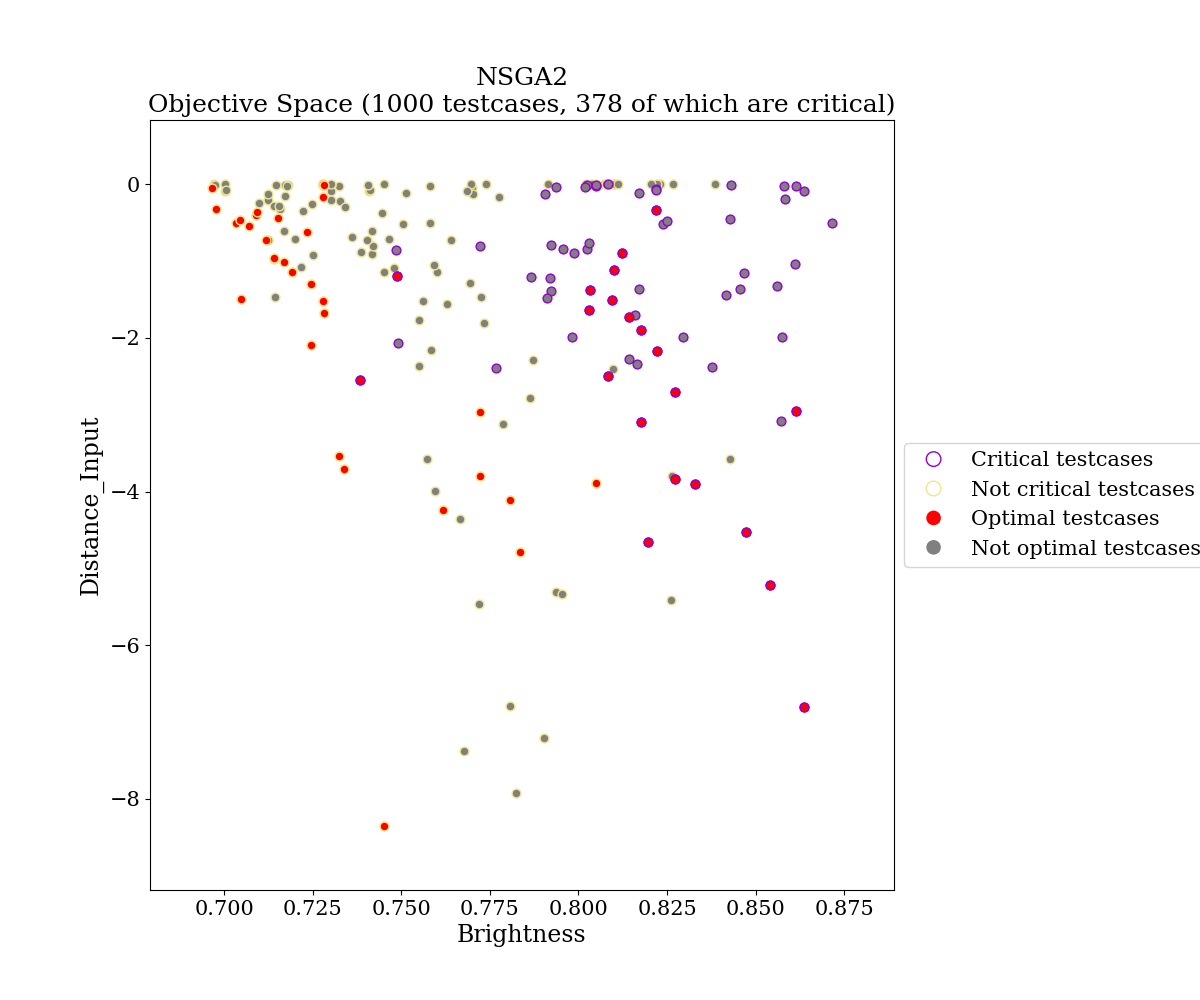 NSGA2
Objective Space (1000 testcases, 378 of which are critical)
0
−2
−4
−6
−8
Distance_Input
0.700 0.725 0.750 0.775 0.800 0.825 0.850 0.875
Brightness
Critical testcases
Not critical testcases
Optimal testcases
Not optimal testcases